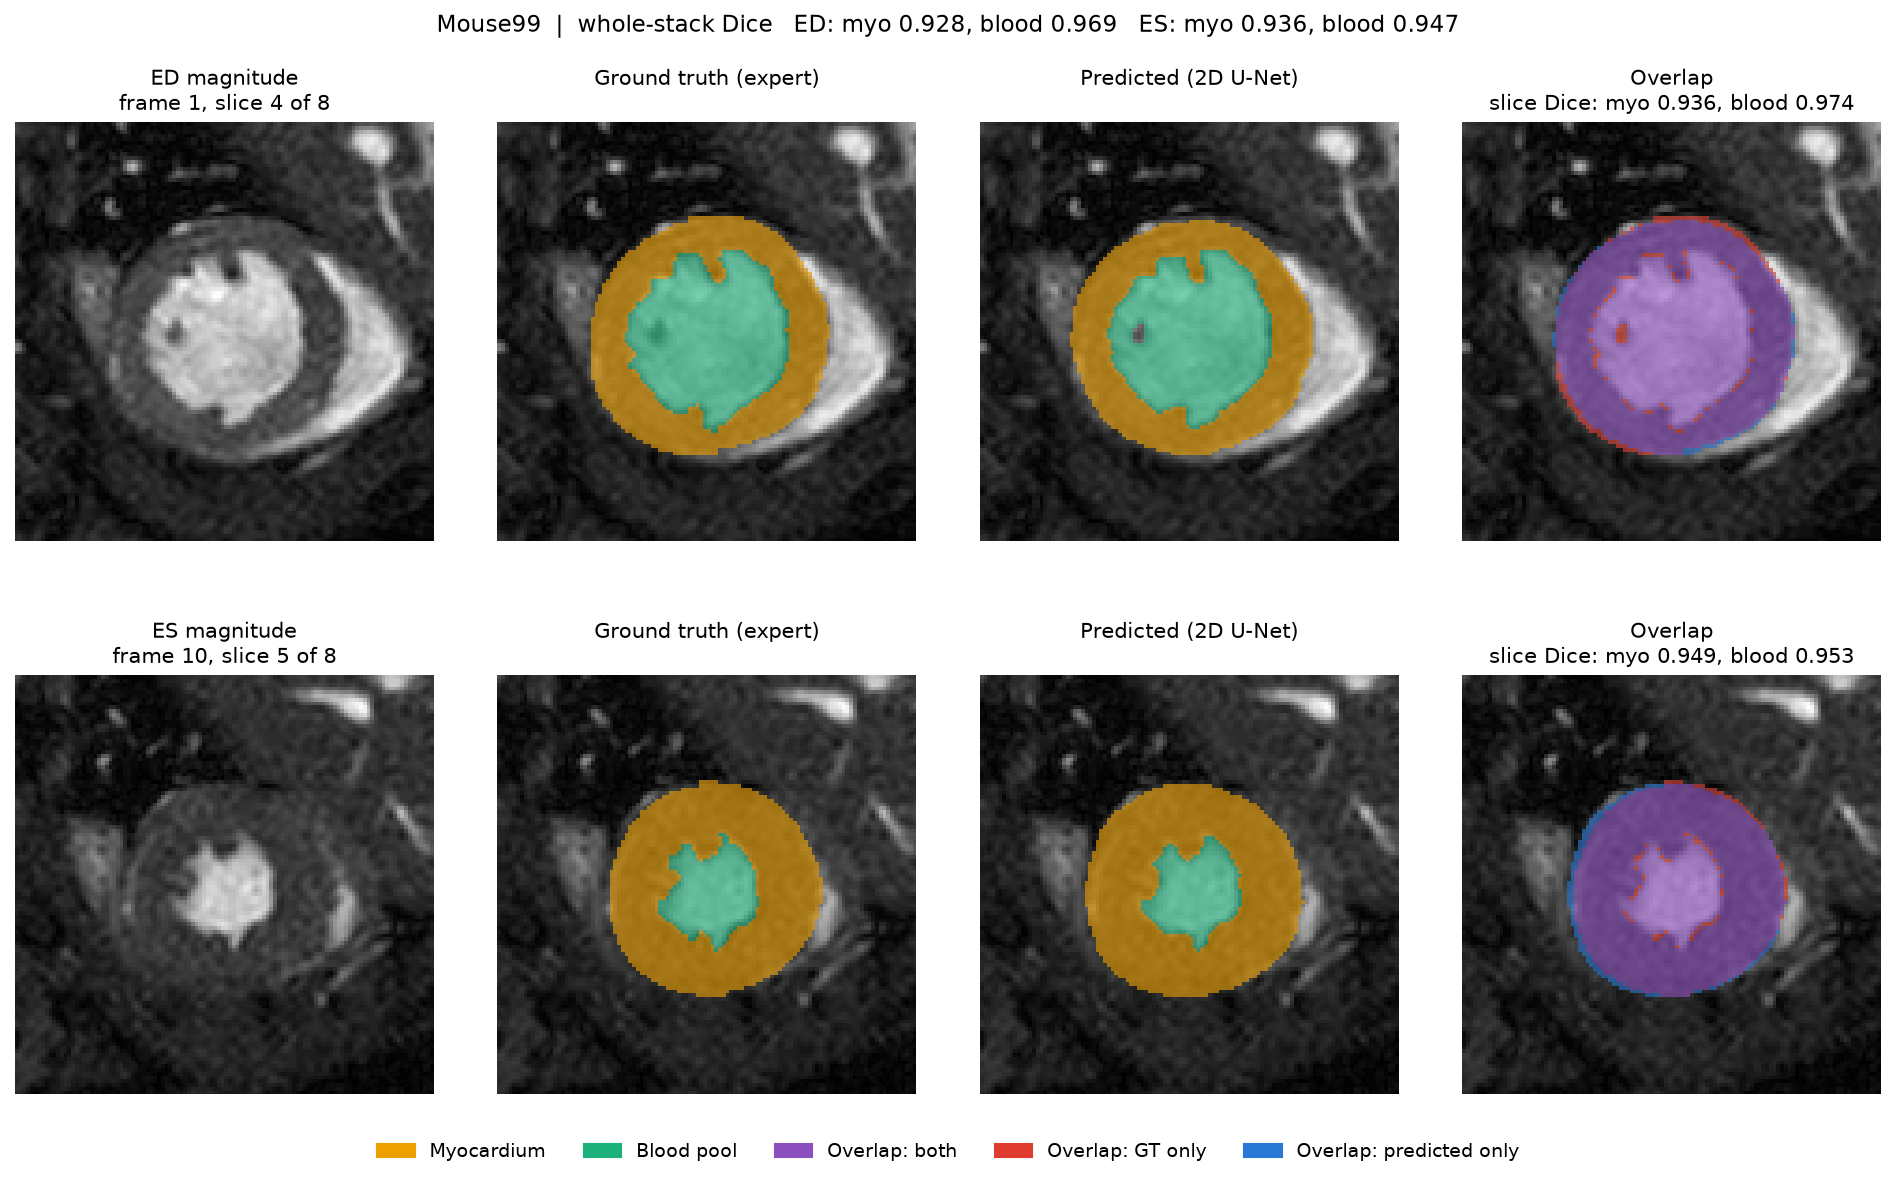 Mouse99 | whole-stack Dice ED: myo 0.928, blood 0.969 ES: myo 0.936, blood 0.947
ED magnitude
frame 1, slice 4 of 8
Ground truth (expert)
Predicted (2D U-Net)
Overlap
slice Dice: myo 0.936, blood 0.974
ES magnitude
frame 10, slice 5 of 8
Ground truth (expert)
Predicted (2D U-Net)
Overlap
slice Dice: myo 0.949, blood 0.953
Myocardium
Blood pool
Overlap: both
Overlap: GT only
Overlap: predicted only